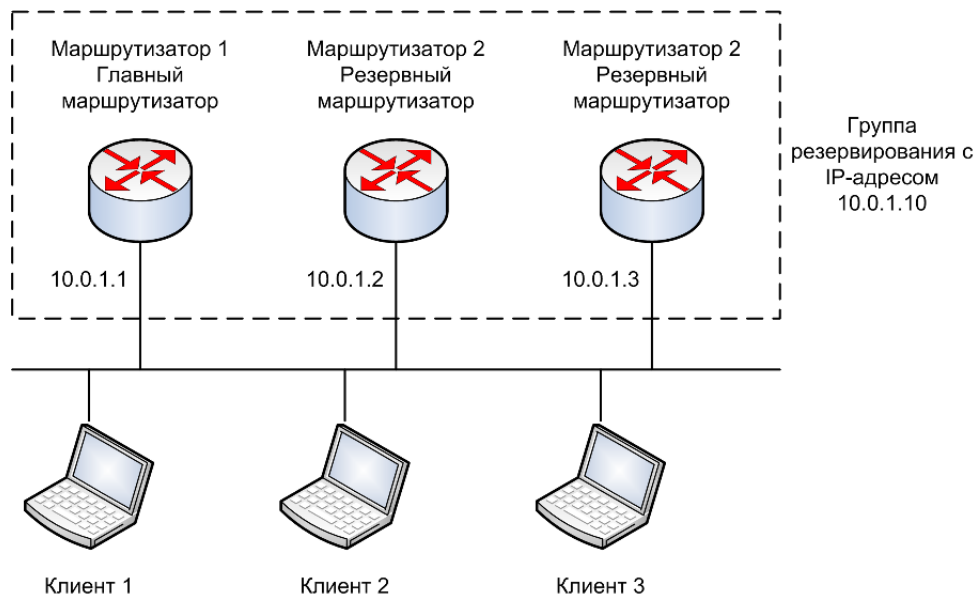 Маршрутизатор 1
Главный
маршрутизатор
Маршрутизатор 2
Резервный
маршрутизатор
Маршрутизатор 2
Резервный
маршрутизатор
Группа
резервирования с
IP-адресом
10.0.1.10
10.0.1.1
10.0.1.2
10.0.1.3
Клиент 1
Клиент 2
Клиент 3